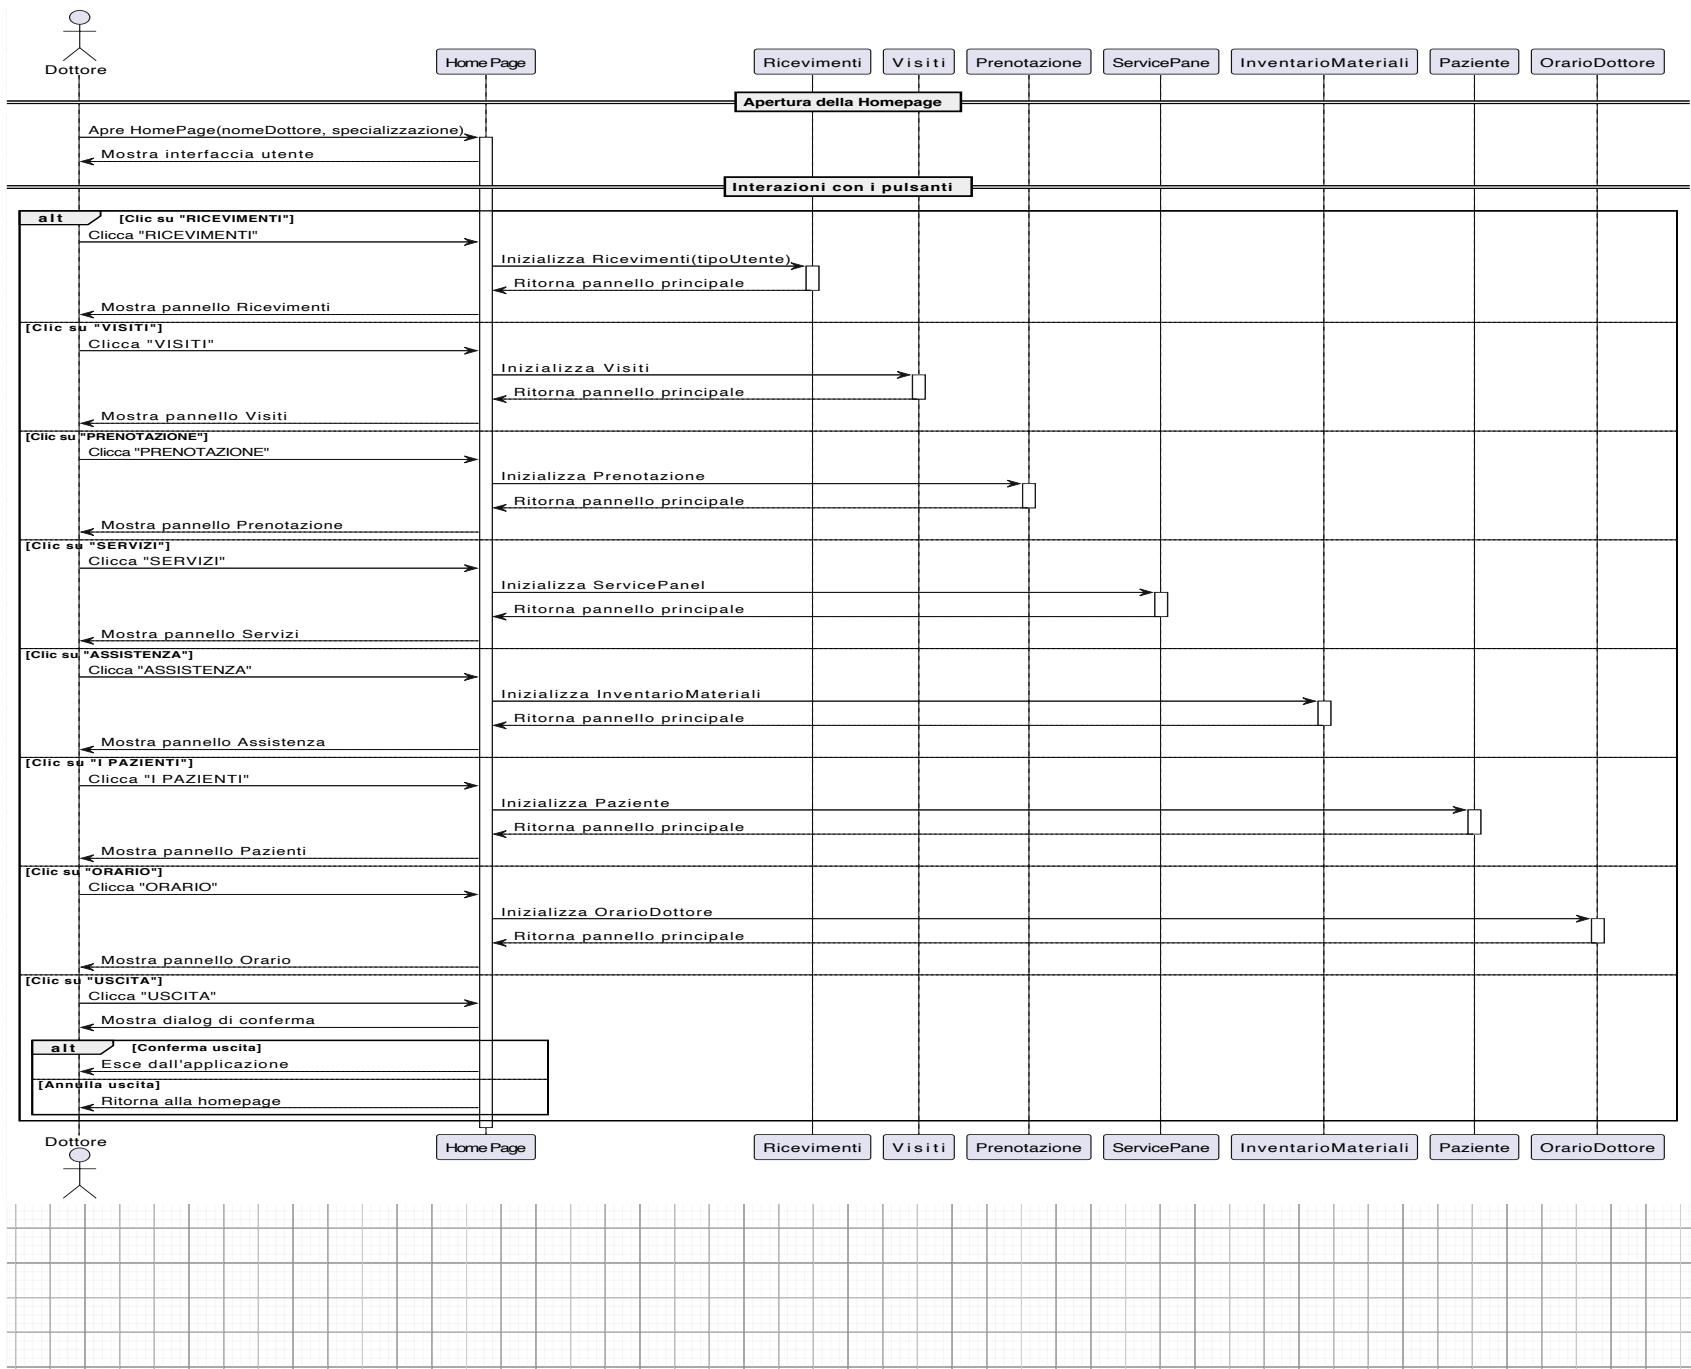 Dottore
HomePage
Ricevimenti
Visiti
Prenotazione
ServicePane
InventarioMateriali
Paziente
OrarioDottore
Apertura della Homepage
Apre HomePage(nomeDottore, specializzazione)
Mostra interfaccia utente
Interazioni con i pulsanti
alt [Clic su "RICEVIMENTI"]
Clicca "RICEVIMENTI"
Inizializza Ricevimenti(tipoUtente)
Ritorna pannello principale
Mostra pannello Ricevimenti
[Clic su "VISITI"]
Clicca "VISITI"
Inizializza Visiti
Ritorna pannello principale
Mostra pannello Visiti
[Clic su "PRENOTAZIONE"]
Clicca "PRENOTAZIONE"
Inizializza Prenotazione
Ritorna pannello principale
Mostra pannello Prenotazione
[Clic su "SERVIZI"]
Clicca "SERVIZI"
Inizializza ServicePanel
Ritorna pannello principale
Mostra pannello Servizi
[Clic su "ASSISTENZA"]
Clicca "ASSISTENZA"
Inizializza InventarioMateriali
Ritorna pannello principale
Mostra pannello Assistenza
[Clic su "I PAZIENTI"]
Clicca "I PAZIENTI"
Inizializza Paziente
Ritorna pannello principale
Mostra pannello Pazienti
[Clic su "ORARIO"]
Clicca "ORARIO"
Inizializza OrarioDottore
Ritorna pannello principale
Mostra pannello Orario
[Clic su "USCITA"]
Clicca "USCITA"
Mostra dialog di conferma
alt [Conferma uscita]
Esce dall'applicazione
[Annulla uscita]
Ritorna alla homepage
Dottore
HomePage
Ricevimenti
Visiti
Prenotazione
ServicePane
InventarioMateriali
Paziente
OrarioDottore